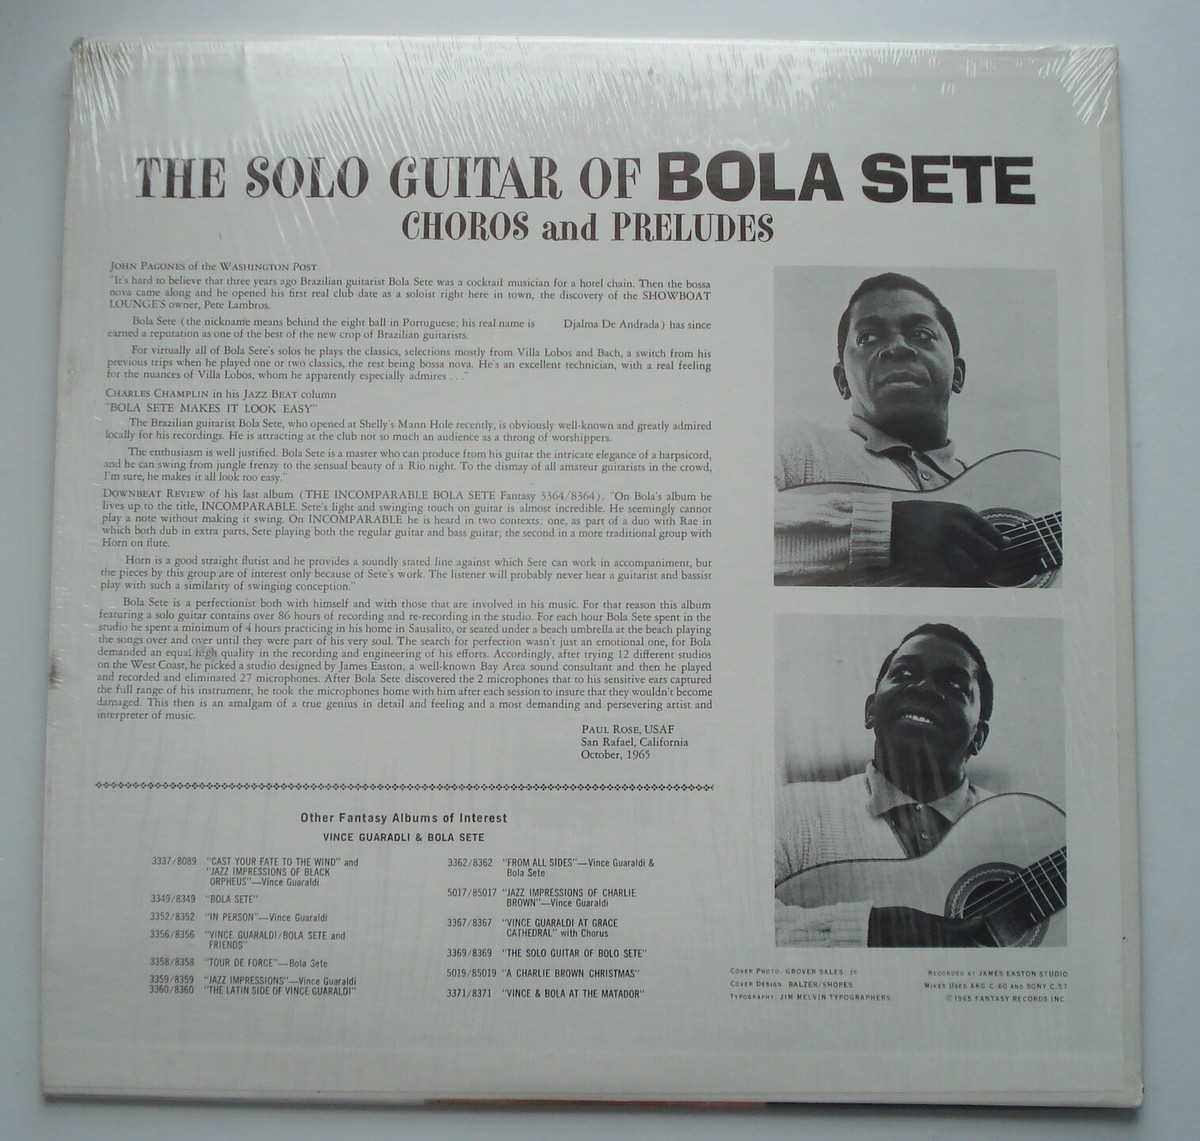 THE SOLO GUITAR OF BOLA SETE
CHOROS and PRELUDES
JOHN PAGONES of the WASHINGTON POST
"It's hard to believe that three years ago Brazilian guitarist Bola Sete was a cocktail musician for a hotel chain. Then the bossa
nova came along and he opened his first real club date as a soloist right here in town, the discovery of the SHOWBOAT
LOUNGE'S owner, Pete Lambros.
Bola Sete (the nickname means behind the eight ball in Portuguese; his real name is Djalma De Andrada) has since
earned a reputation as one of the best of the new crop of Brazilian guitarists.
For virtually all of Bola Sete's solos he plays the classics, selections mostly from Villa Lobos and Bach, a switch from his
previous trips when he played one or two classics, the rest being bossa nova. He's an excellent technician, with a real feeling
for the nuances of Villa Lobos, whom he apparently especially admires . . ."
CHARLES CHAMPLIN in his JAZZ BEAT column
"BOLA SETE MAKES IT LOOK EASY"
The Brazilian guitarist Bola Sete, who opened at Shelly's Mann Hole recently, is obviously well-known and greatly admired
locally for his recordings. He is attracting at the club not so much an audience as a throng of worshippers.
The enthusiasm is well justified. Bola Sete is a master who can produce from his guitar the intricate elegance of a harpsicord,
and he can swing from jungle frenzy to the sensual beauty of a Rio night. To the dismay of all amateur guitarists in the crowd,
I'm sure, he makes it all look too easy."
DOWNBEAT REVIEW of his last album (THE INCOMPARABLE BOLA SETE Fantasy 3364/8364). "On Bola's album he
lives up to the title, INCOMPARABLE. Sete's light and swinging touch on guitar is almost incredible. He seemingly cannot
play a note without making it swing. On INCOMPARABLE he is heard in two contexts: one, as part of a duo with Rae in
which both dub in extra parts, Sete playing both the regular guitar and bass guitar; the second in a more traditional group with
Horn on flute.
Horn is a good straight flutist and he provides a soundly stated line against which Sete can work in accompaniment, but
the pieces by this group are of interest only because of Sete's work. The listener will probably never hear a guitarist and bassist
play with such a similarity of swinging conception."
Bola Sete is a perfectionist both with himself and with those that are involved in his music. For that reason this album
featuring a solo guitar contains over 86 hours of recording and re-recording in the studio. For each hour Bola Sete spent in the
studio he spent a minimum of 4 hours practicing in his home in Sausalito, or seated under a beach umbrella at the beach playing
the songs over and over until they were part of his very soul. The search for perfection wasn't just an emotional one, for Bola
demanded an equal high quality in the recording and engineering of his efforts. Accordingly, after trying 12 different studios
on the West Coast, he picked a studio designed by James Easton, a well-known Bay Area sound consultant and then he played
and recorded and eliminated 27 microphones. After Bola Sete discovered the 2 microphones that to his sensitive ears captured
the full range of his instrument, he took the microphones home with him after each session to insure that they wouldn't become
damaged. This then is an amalgam of a true genius in detail and feeling and a most demanding and persevering artist and
interpreter of music.
PAUL ROSE, USAF
San Rafael, California
October, 1965
Other Fantasy Albums of Interest
VINCE GUARADLI & BOLA SETE
3337/8089 "CAST YOUR FATE TO THE WIND" and
"JAZZ IMPRESSIONS OF BLACK
ORPHEUS"—Vince Guaraldi
3349/8349 "BOLA SETE"
3352/8352 "IN PERSON"—Vince Guaraldi
3356/8356 "VINCE GUARALDI/BOLA SETE and
FRIENDS"
3358/8358 "TOUR DE FORCE"—Bola Sete
3359/8359 "JAZZ IMPRESSIONS"—Vince Guaraldi
3360/8360 "THE LATIN SIDE OF VINCE GUARALDI"
3362/8362 "FROM ALL SIDES"—Vince Guaraldi &
Bola Sete
5017/85017 "JAZZ IMPRESSIONS OF CHARLIE
BROWN"—Vince Guaraldi
3367/8367 "VINCE GUARALDI AT GRACE
CATHEDRAL" with Chorus
3369/8369 "THE SOLO GUITAR OF BOLO SETE"
5019/85019 "A CHARLIE BROWN CHRISTMAS"
3371/8371 "VINCE & BOLA AT THE MATADOR"
COVER PHOTO: GROVER SALES, JR
COVER DESIGN: BALZER/SHOPES
TYPOGRAPHY: JIM MELVIN TYPOGRAPHERS
RECORDED AT JAMES EASTON STUDIO
MIKES USED AKG C-60 AND SONY C-57
©1965 FANTASY RECORDS INC